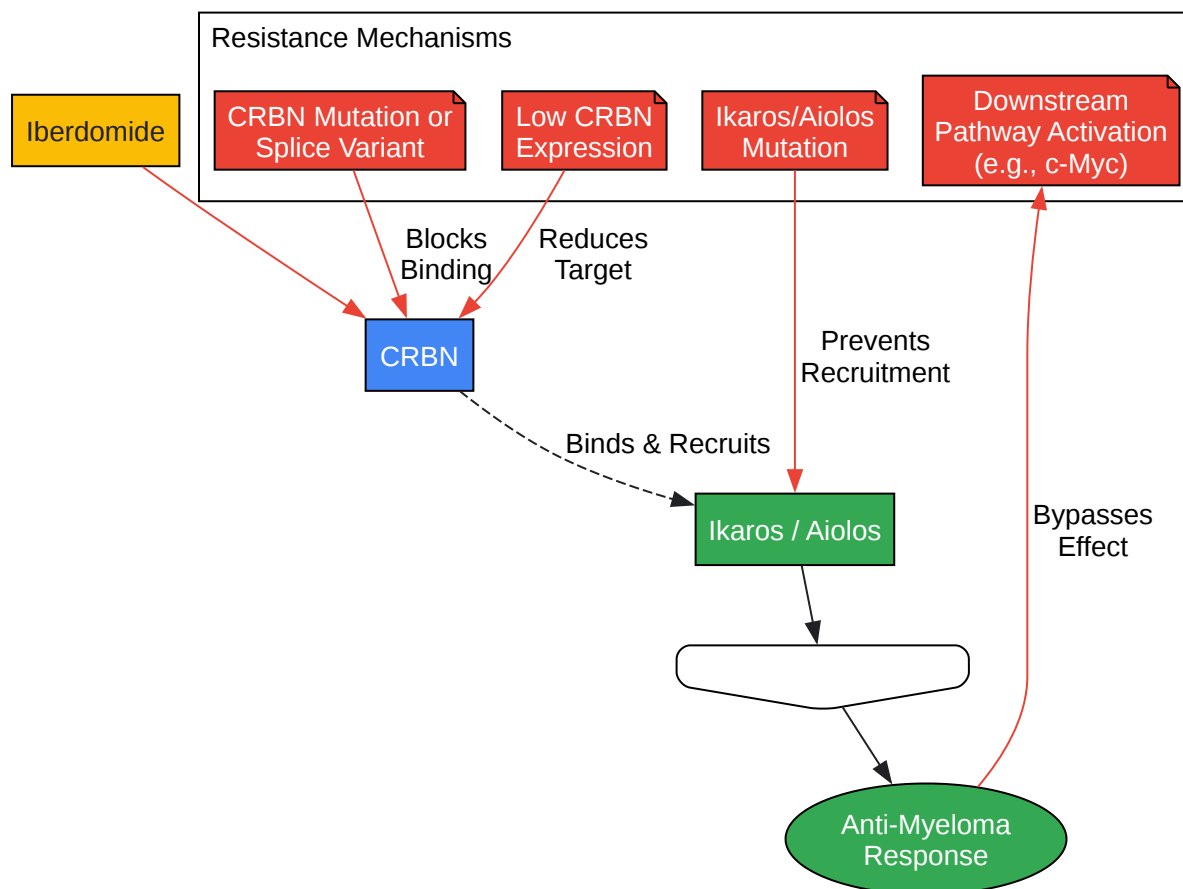 Resistance Mechanisms
Iberdomide
CRBN Mutation or
Splice Variant
Low CRBN
Expression
Ikaros/Aiolos
Mutation
Downstream
Pathway Activation
(e.g., c-Myc)
Blocks
Binding
Reduces
Target
CRBN
Prevents
Recruitment
Binds & Recruits
Ikaros / Aiolos
Bypasses
Effect
Anti-Myeloma
Response